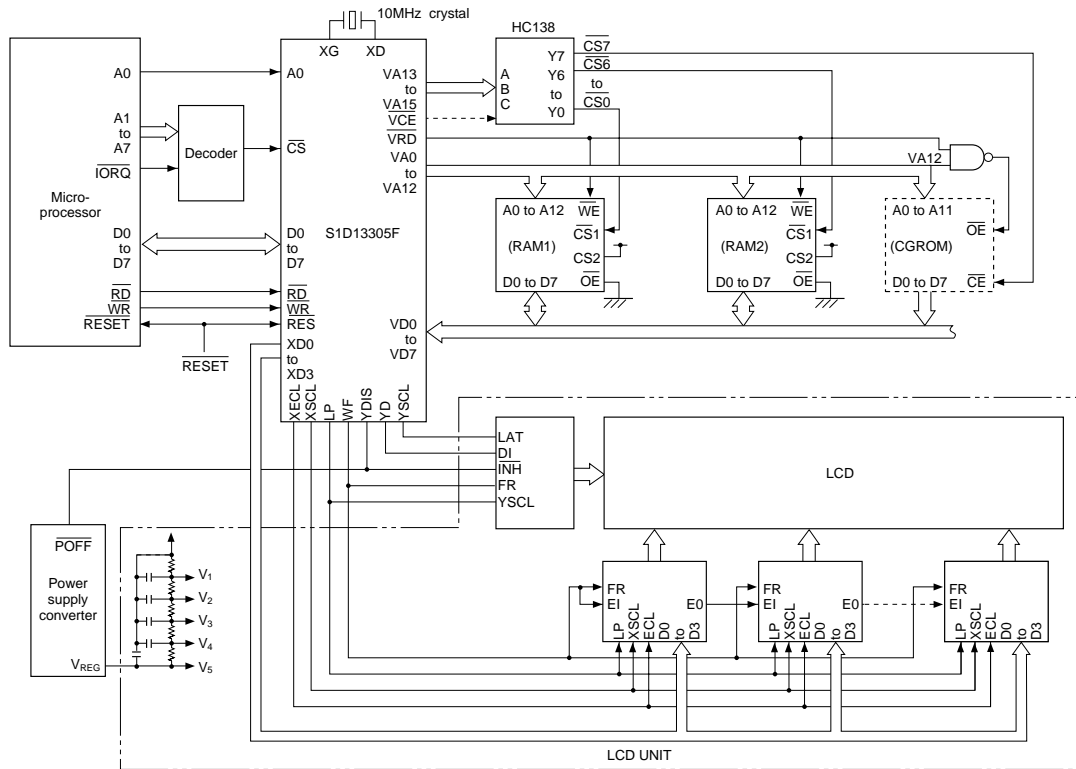 10MHz crystal
HC138
XG
XD
A0
A1
to
A7
IORQ
Micro-
processor
D0
to
D7
RD
WR
RESET
Decoder
RESET
A0
CS
S1D13305F
D0
to
D7
RD
WR
RES
XD0
to
XD3
VA13
to
VA15
VCE
VRD
VA0
to
VA12
VD0
to
VD7
XECL
XSCL
LP
WF
YDIS
YD
YSCL
A
B
C
Y7
Y6
to
Y0
CS7
CS6
to
CS0
VA12
A0 to A12
WE
(RAM1)
CS1
CS2
D0 to D7
OE
A0 to A12
WE
(RAM2)
CS1
CS2
D0 to D7
OE
A0 to A11
OE
(CGROM)
D0 to D7
CE
LAT
DI
INH
FR
YSCL
LCD
POFF
Power
supply
converter
VREG
V1
V2
V3
V4
V5
FR
EI
E0
LP
XSCL
ECL
D0
to
D3
FR
EI
E0
LP
XSCL
ECL
D0
to
D3
FR
EI
LP
XSCL
ECL
D0
to
D3
LCD UNIT